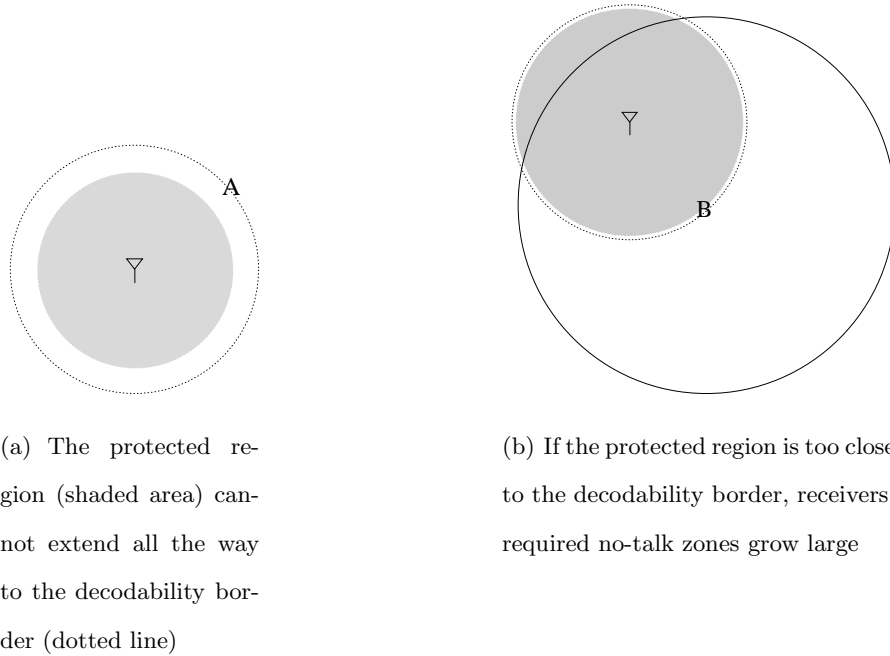 A
B
(a) The protected re-
gion (shaded area) can-
not extend all the way
to the decodability bor-
der (dotted line)
(b) If the protected region is too close
to the decodability border, receivers
required no-talk zones grow large